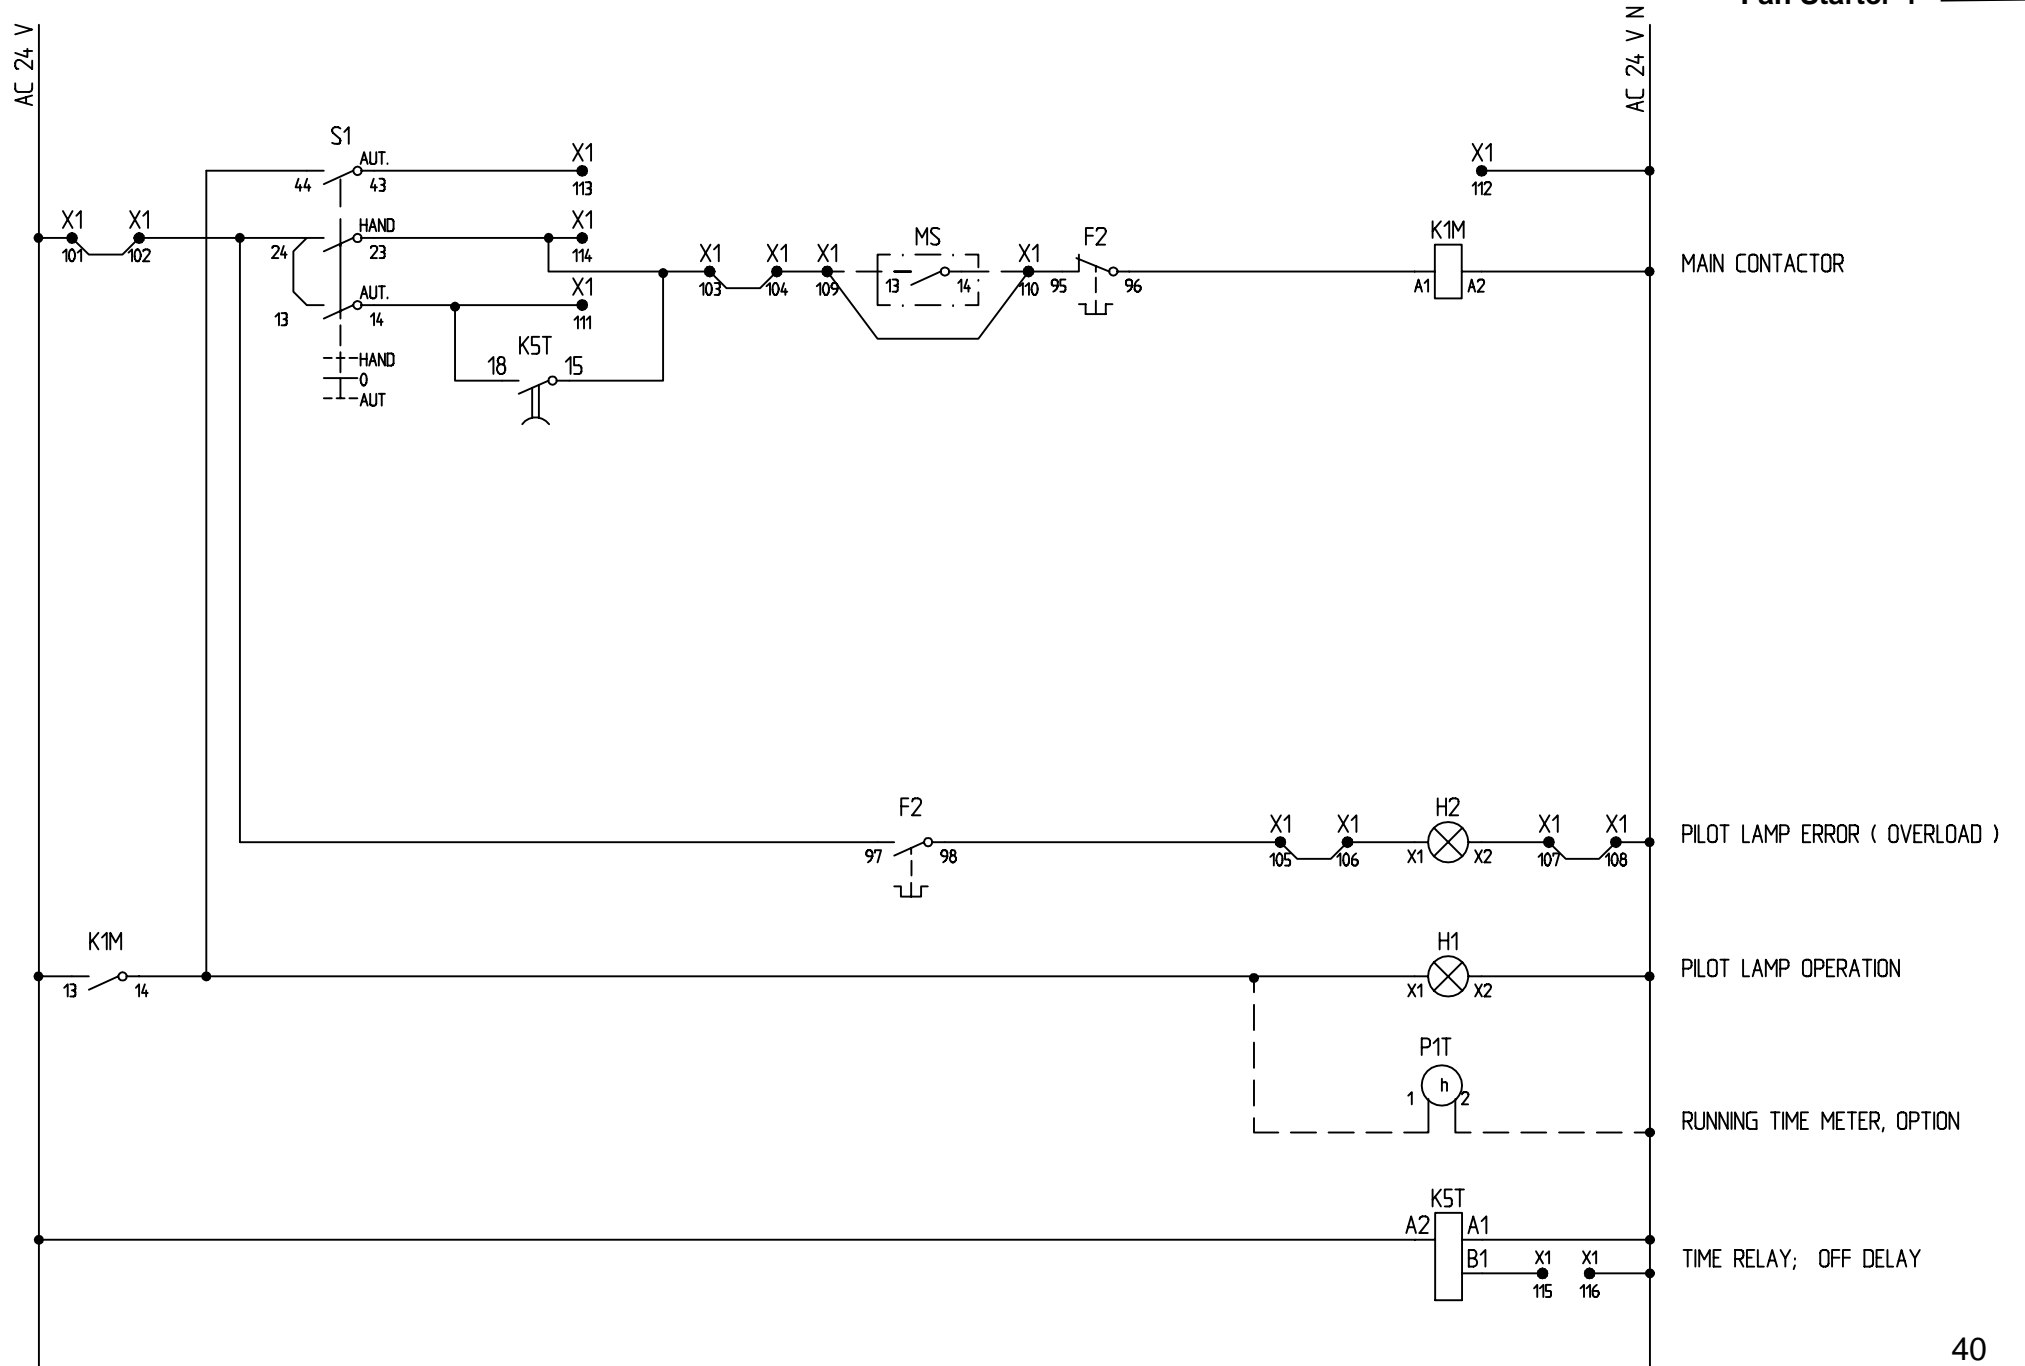 Fan Starter 1
AC 24 V
AC 24 V N
S1
AUT.
44
43
X1
113
X1
112
X1
101
X1
102
HAND
24
23
X1
114
X1
103
X1
104
X1
109
MS
13
14
X1
110
F2
95
96
K1M
A1
A2
MAIN CONTACTOR
AUT.
13
14
X1
111
HAND
0
AUT
K5T
18
15
F2
97
98
X1
105
X1
106
H2
X1
X2
X1
107
X1
108
PILOT LAMP ERROR ( OVERLOAD )
K1M
13
14
H1
X1
X2
PILOT LAMP OPERATION
P1T
h
1
2
RUNNING TIME METER, OPTION
K5T
A2
A1
B1
X1
115
X1
116
TIME RELAY; OFF DELAY
40